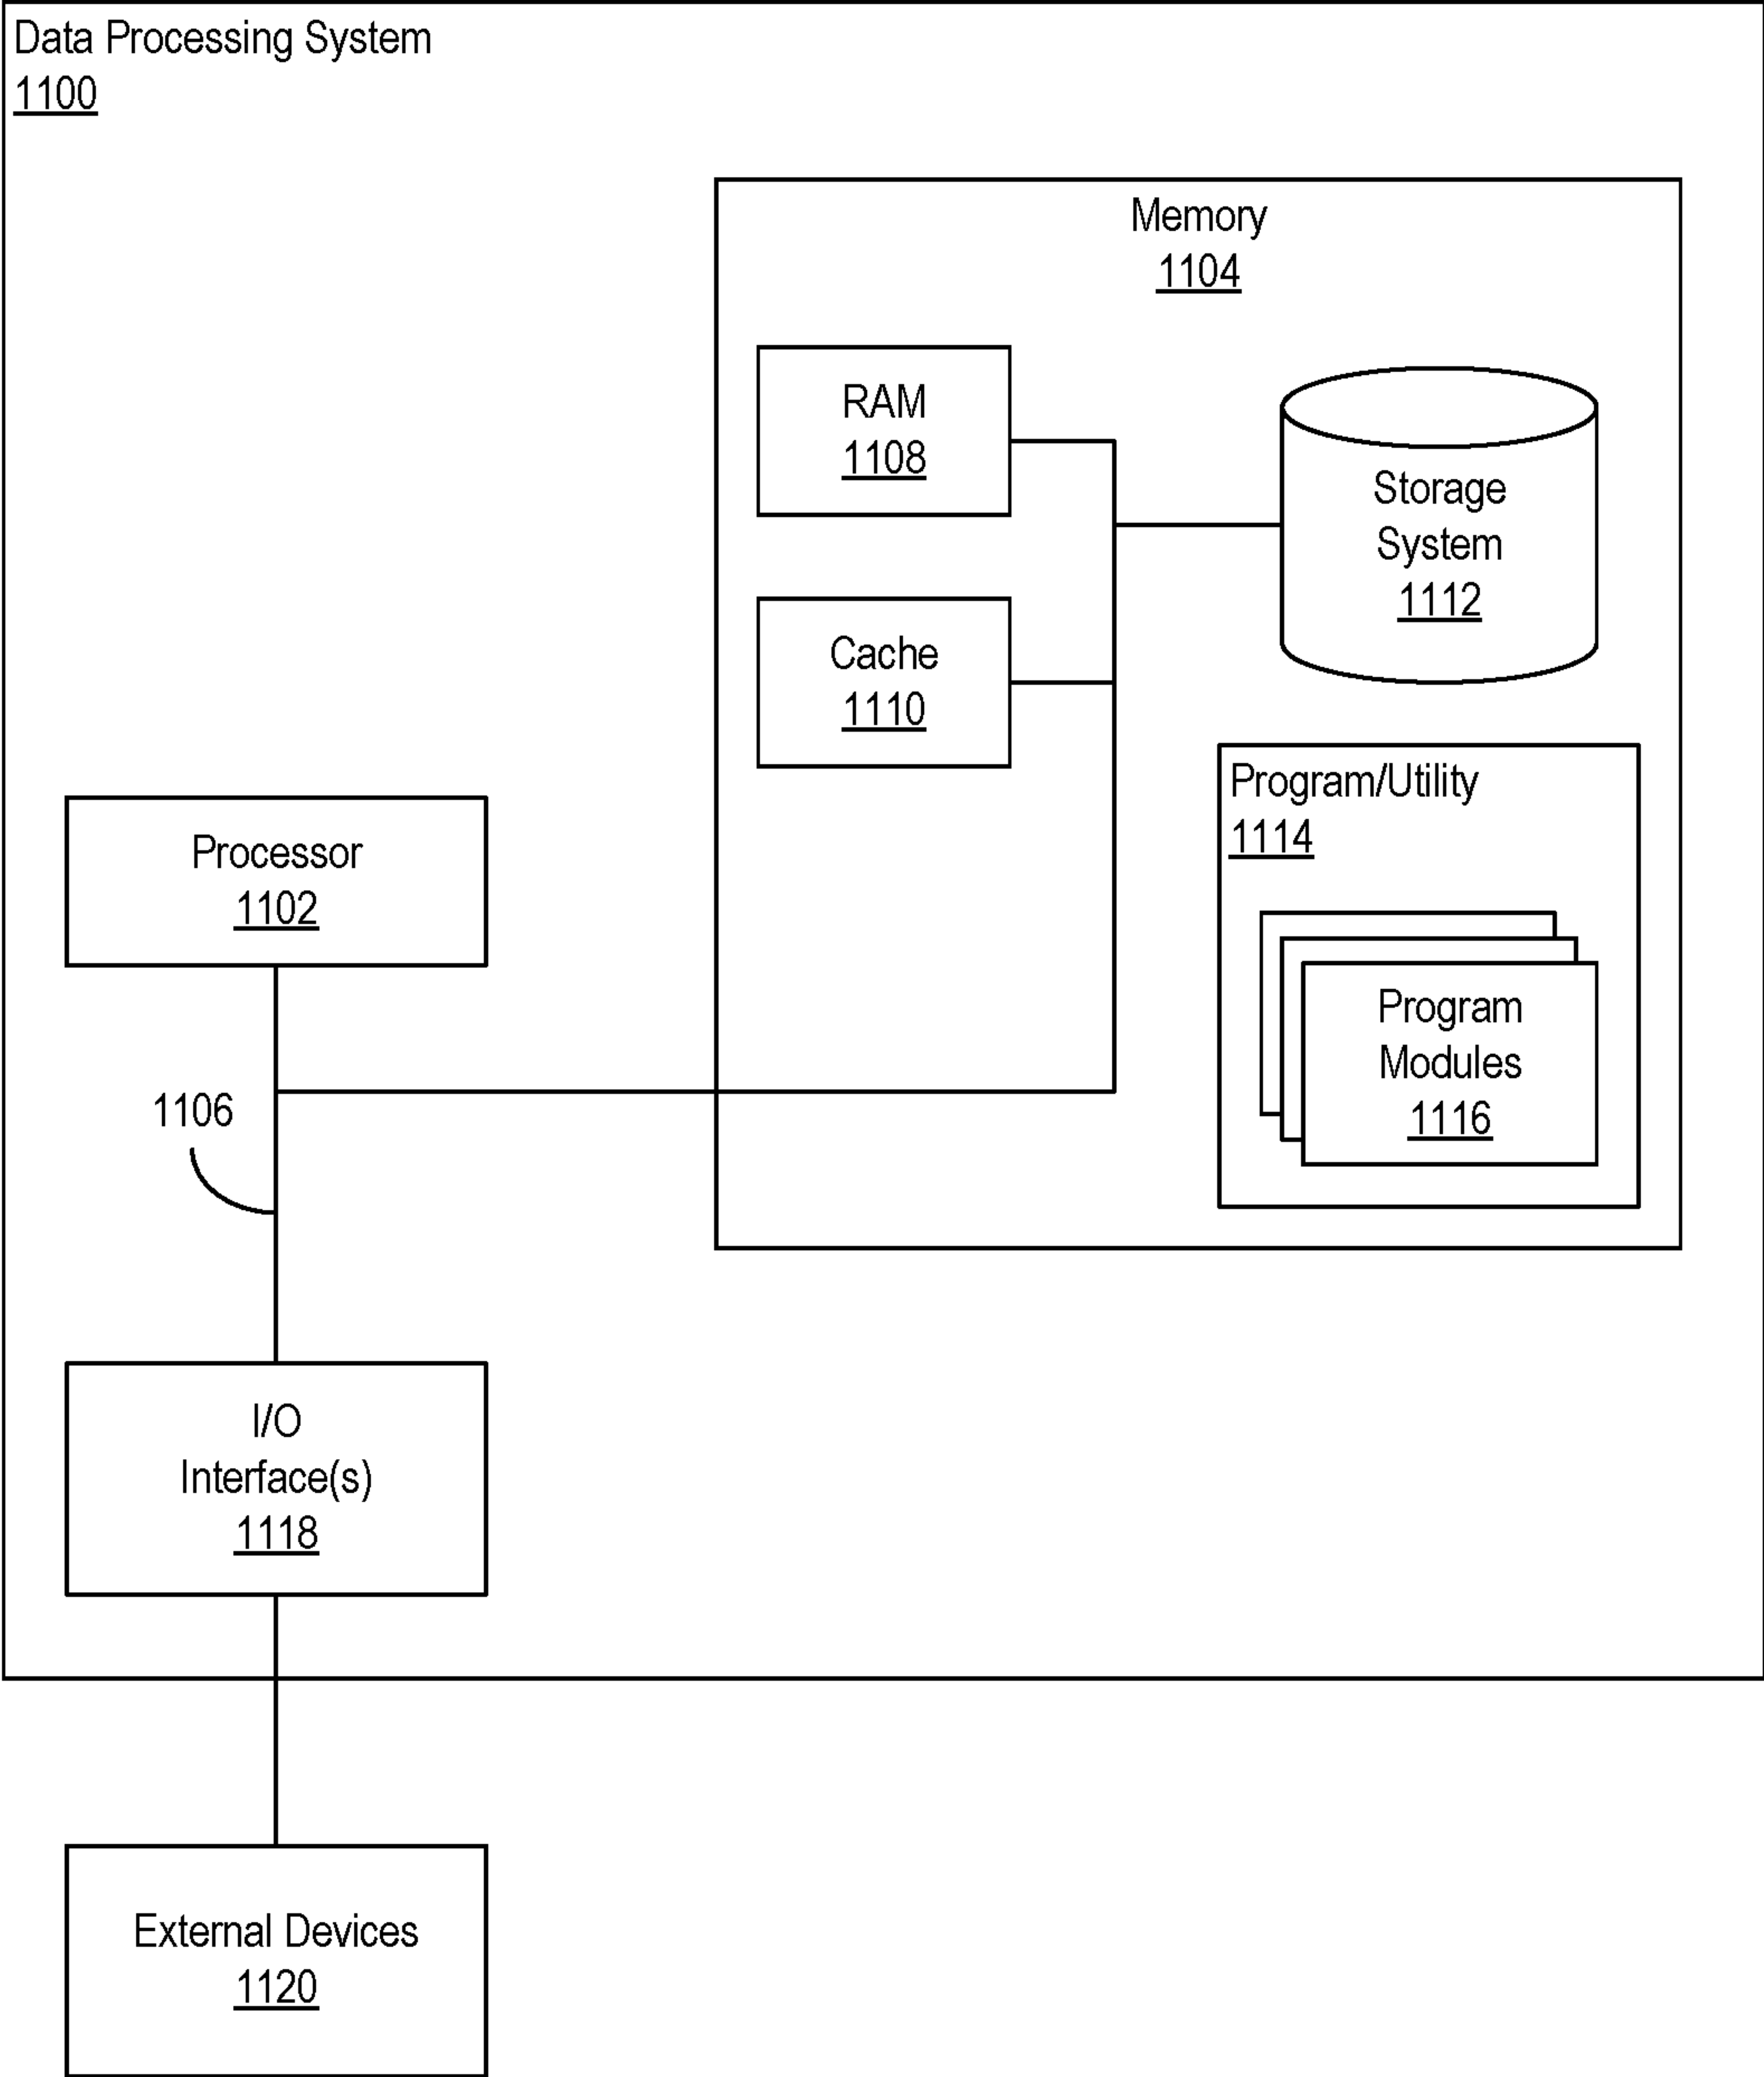 Data Processing System
1100
Memory
1104
RAM
1108
Storage
System
1112
Cache
1110
Program/Utility
1114
Program
Modules
1116
Processor
1102
1106
I/O
Interface(s)
1118
External Devices
1120